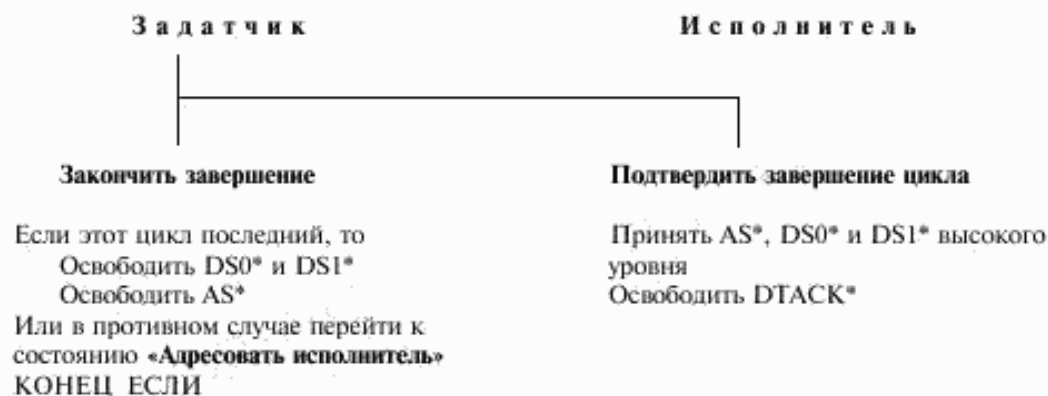 Задатчик Исполнитель
Закончить завершение
Если этот цикл последний, то
Освободить DS0* и DS1*
Освободить AS*
Или в противном случае перейти к
состоянию «Адресовать исполнитель»
КОНЕЦ ЕСЛИ
Подтвердить завершение цикла
Принять AS*, DS0* и DS1* высокого
уровня
Освободить DTACK*